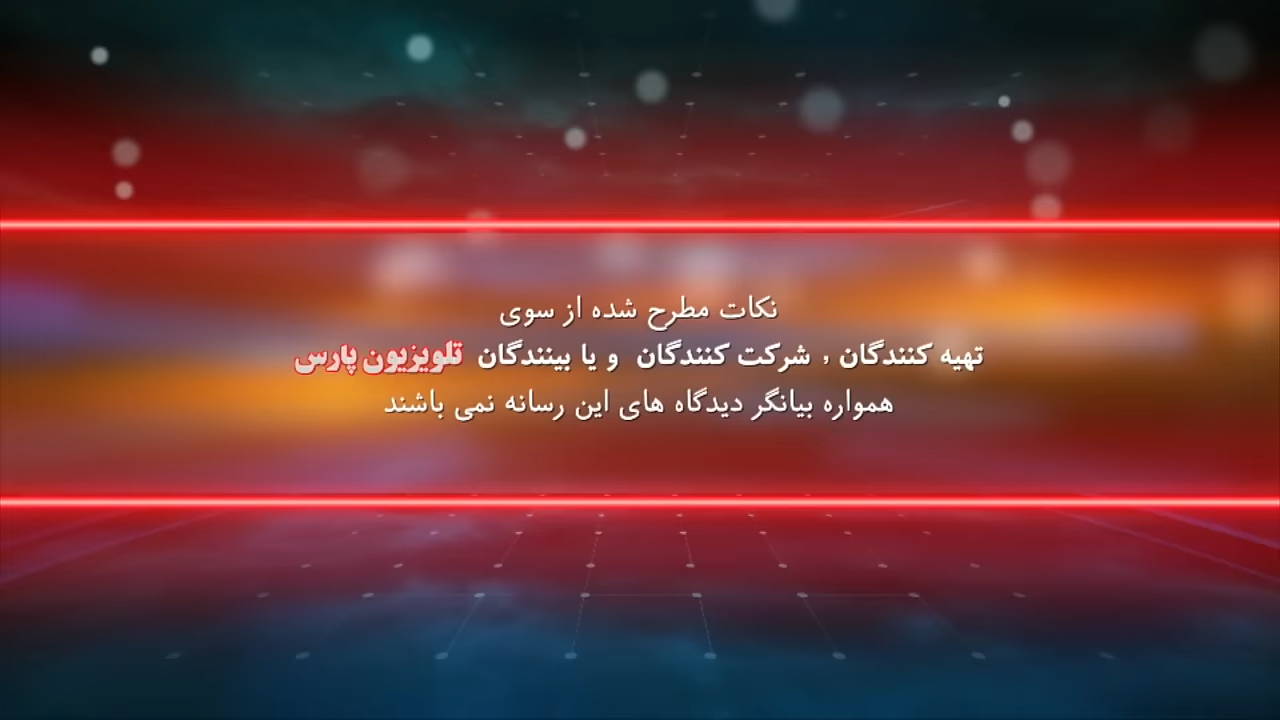 نکات مطرح شده از سوی
تهیه کنندگان , شرکت کنندگان و یا بینندگان تلویزیون پارس
همواره بیانگر دیدگاه های این رسانه نمی باشند